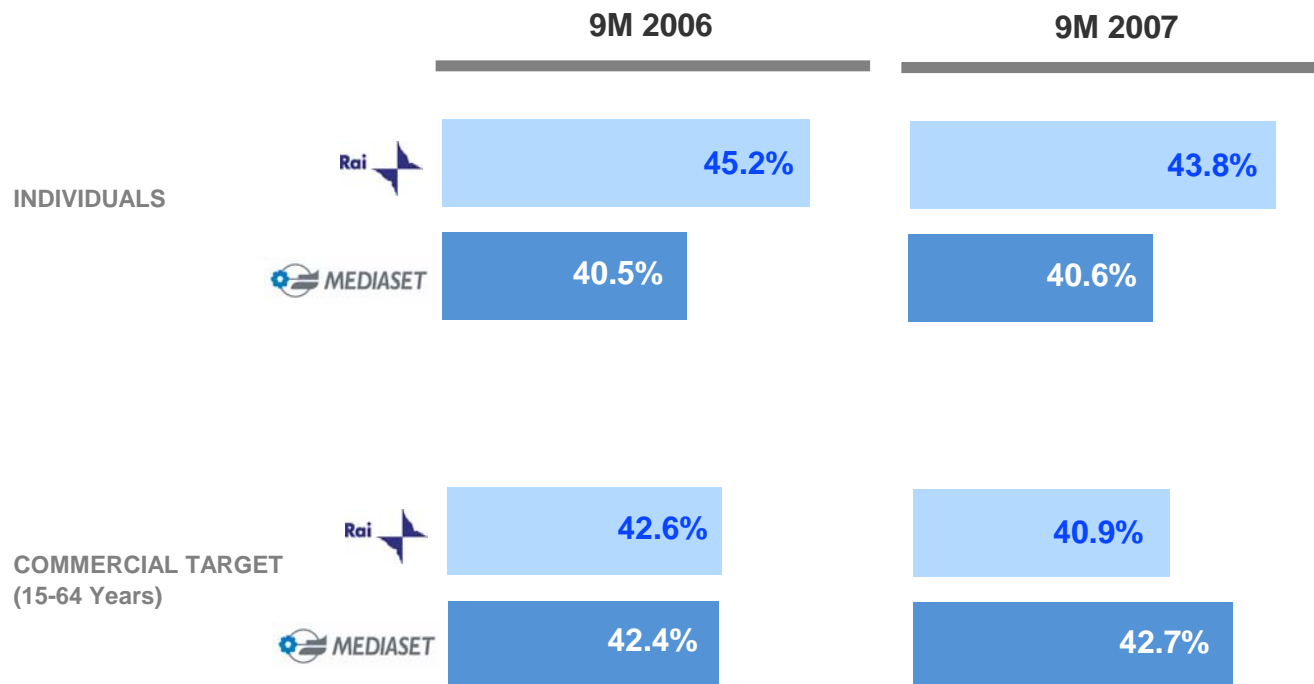 9M 2006
9M 2007
INDIVIDUALS
Rai
45.2%
43.8%
MEDIASET
40.5%
40.6%
COMMERCIAL TARGET
(15-64 Years)
Rai
42.6%
40.9%
MEDIASET
42.4%
42.7%